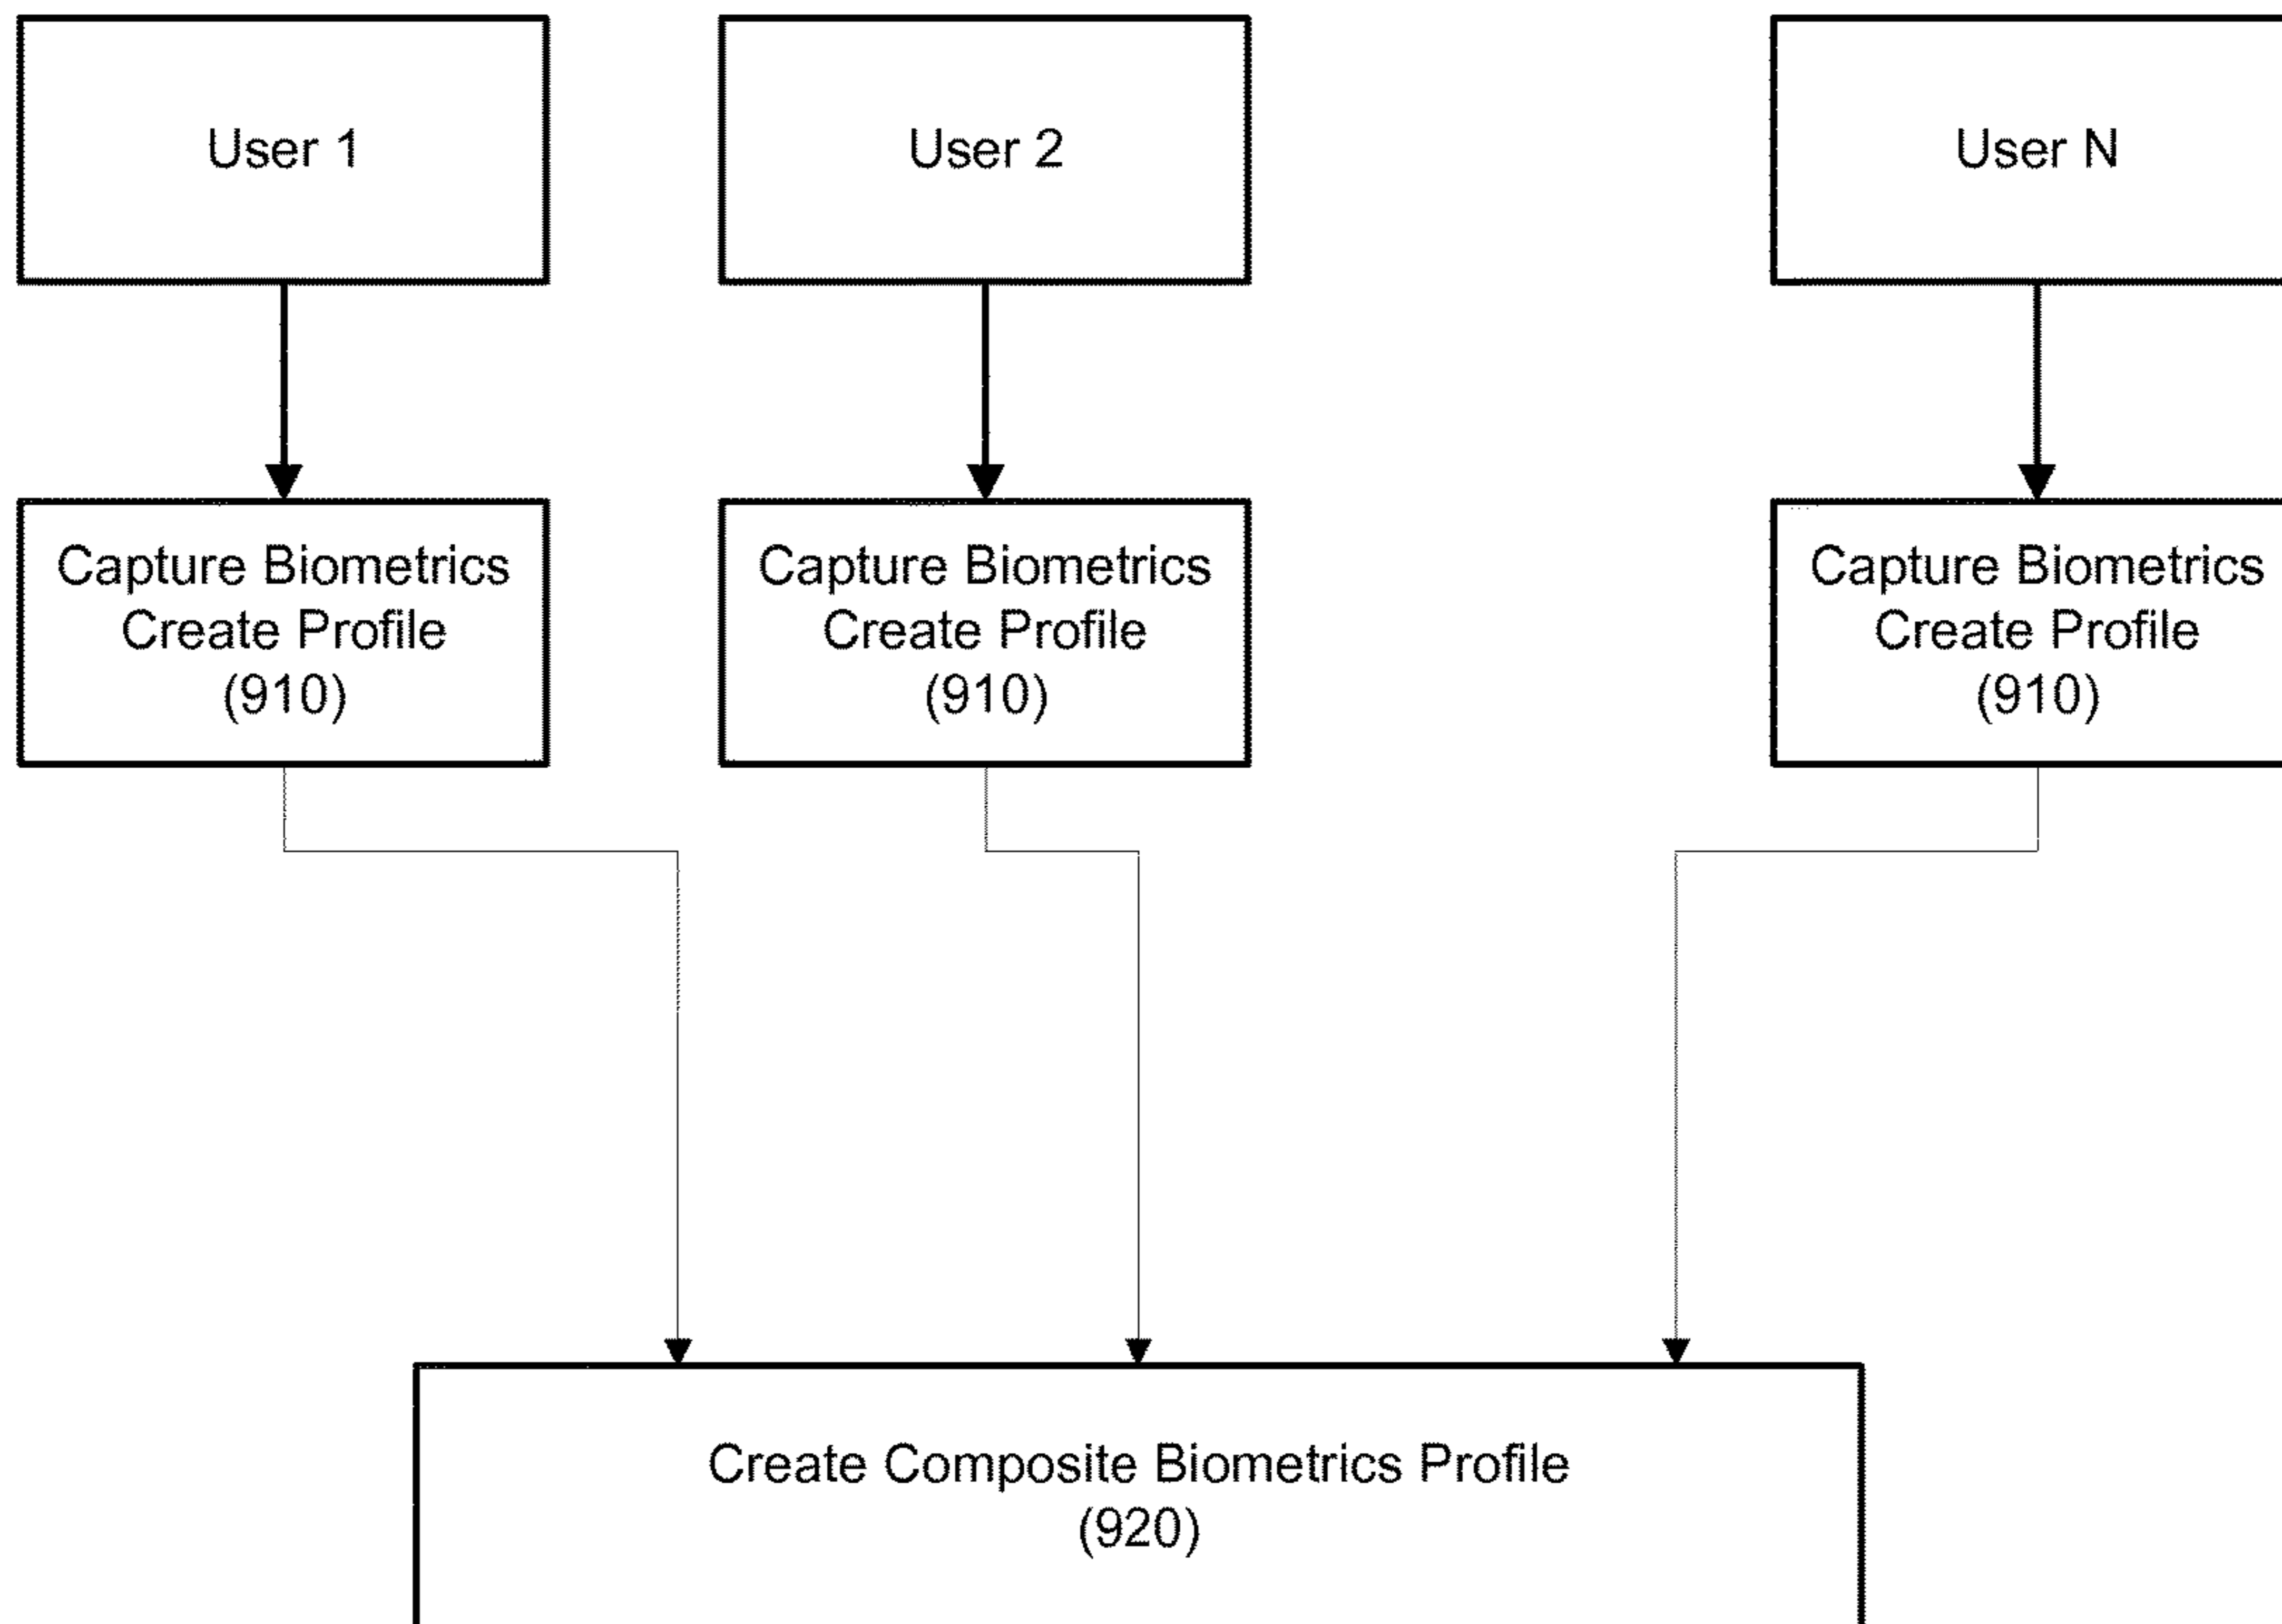 User 1
User 2
User N
Capture Biometrics
Create Profile
(910)
Capture Biometrics
Create Profile
(910)
Capture Biometrics
Create Profile
(910)
Create Composite Biometrics Profile
(920)